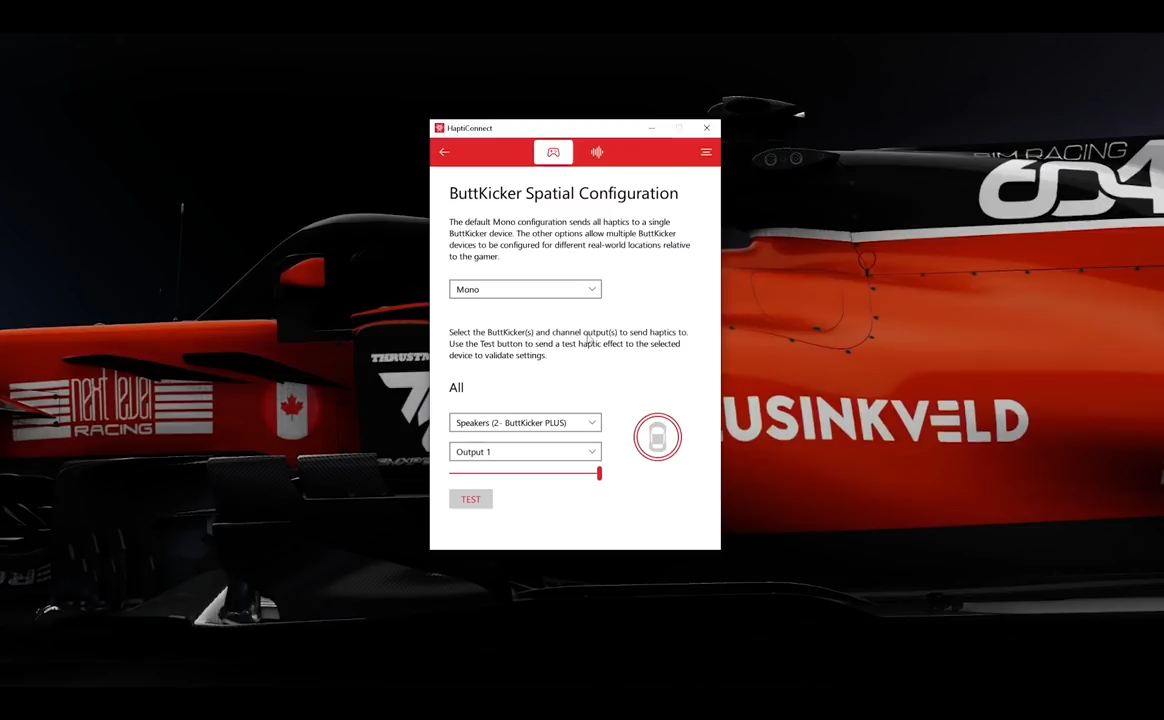 HaptiConnect
ButtKicker Spatial Configuration
The default Mono configuration sends all haptics to a single
ButtKicker device. The other options allow multiple ButtKicker
devices to be configured for different real-world locations relative
to the gamer.
Mono
Select the ButtKicker(s) and channel output(s) to send haptics to.
Use the Test button to send a test haptic effect to the selected
device to validate settings.
All
Speakers (2- ButtKicker PLUS)
Output 1
TEST
SIM RACING
604
next level
RACING
THRUSTM
USINKVELD